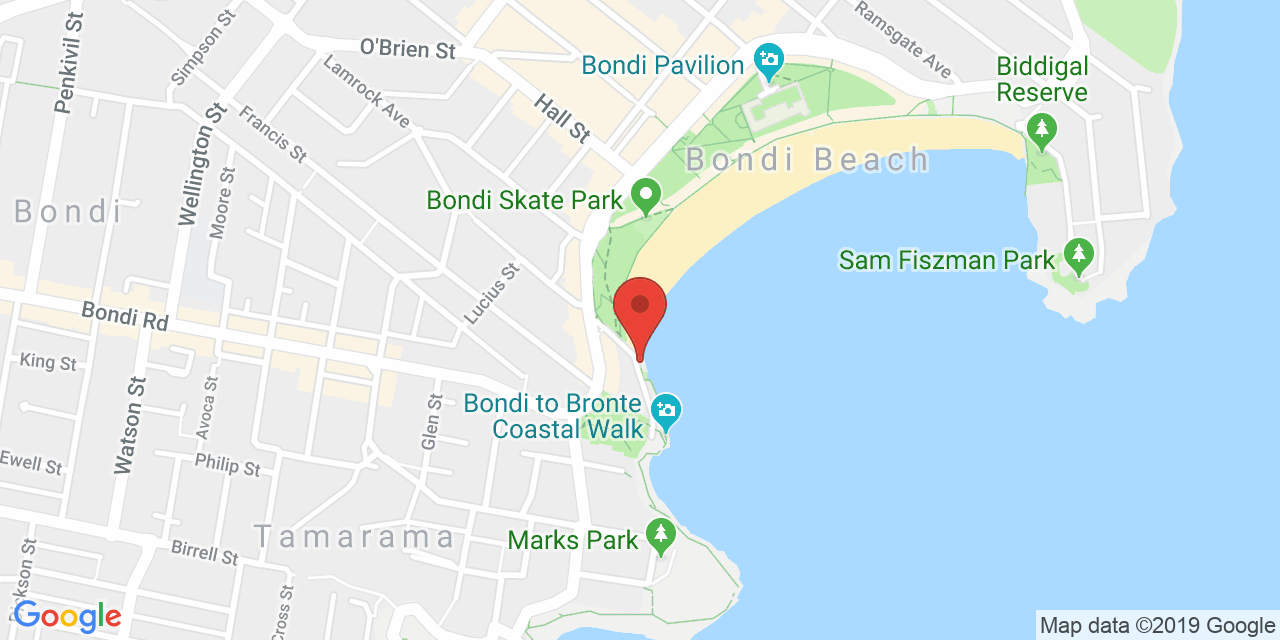 Penkivil St
Simpson St
O'Brien St
Lamrock Ave
Bondi Pavilion
Ramsgate Ave
Biddigal
Reserve
Hall St
Francis St
Wellington St
Moore St
Bondi Beach
Bondi
Bondi Skate Park
Sam Fiszman Park
Lucius St
Bondi Rd
King St
Watson St
Avoca St
Glen St
Bondi to Bronte
Coastal Walk
Ewell St
Philip St
Tamarama
Marks Park
Birrell St
St
Cross St
Google
Map data ©2019 Google